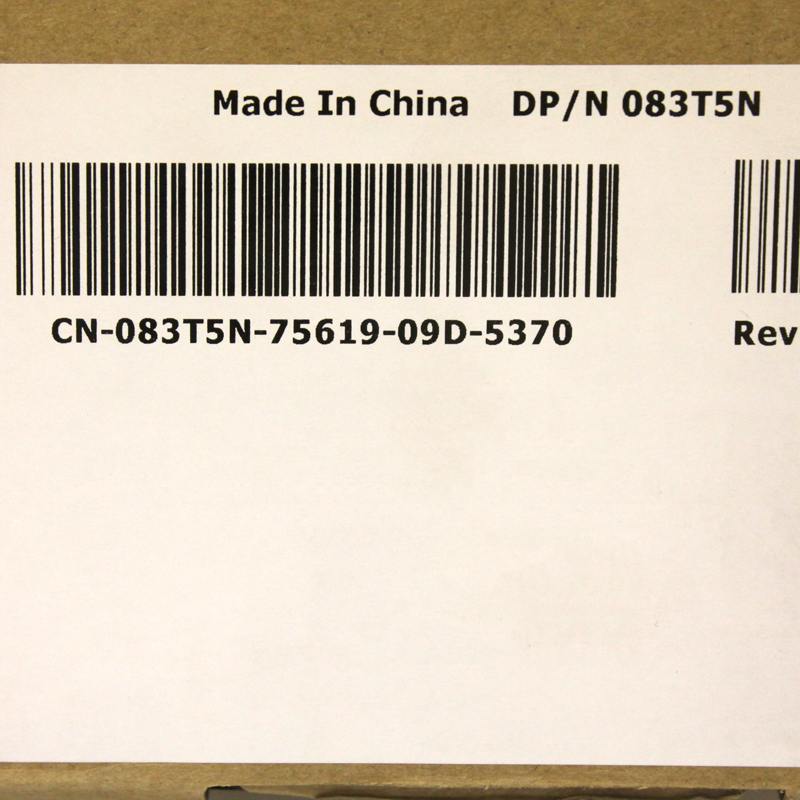 Made In China DP/N 083T5N
CN-083T5N-75619-09D-5370 Rev